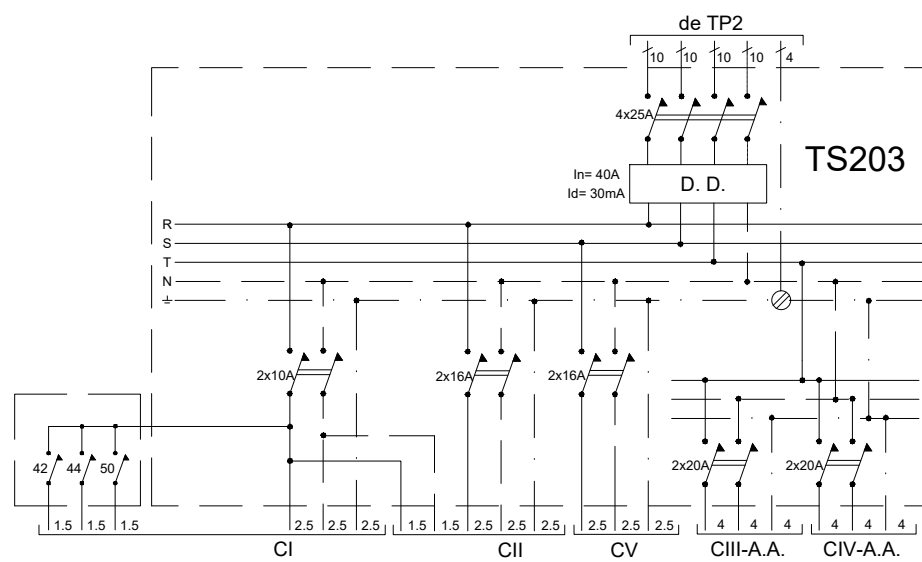 de TP2
10 10 10 10 4
4x25A
TS203
In= 40A
Id= 30mA
D. D.
R
S
T
N
2x10A 2x16A 2x16A
42 44 50
2x20A 2x20A
1.5 1.5 1.5 2.5 2.5 2.5 1.5 1.5 2.5 2.5 2.5 2.5 2.5 2.5 4 4 4 4 4 4
CI CII CV CIII-A.A. CIV-A.A.